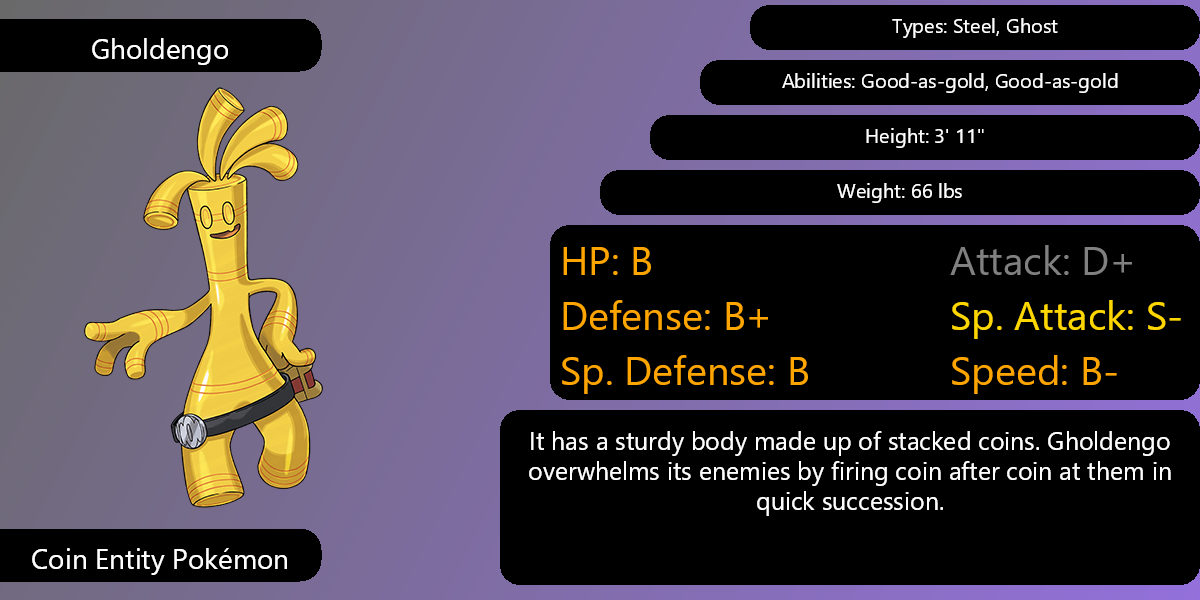 Gholdengo
Coin Entity Pokémon
Types: Steel, Ghost
Abilities: Good-as-gold, Good-as-gold
Height: 3' 11"
Weight: 66 lbs
HP: B
Attack: D+
Defense: B+
Sp. Attack: S-
Sp. Defense: B
Speed: B-
It has a sturdy body made up of stacked coins. Gholdengo
overwhelms its enemies by firing coin after coin at them in
quick succession.